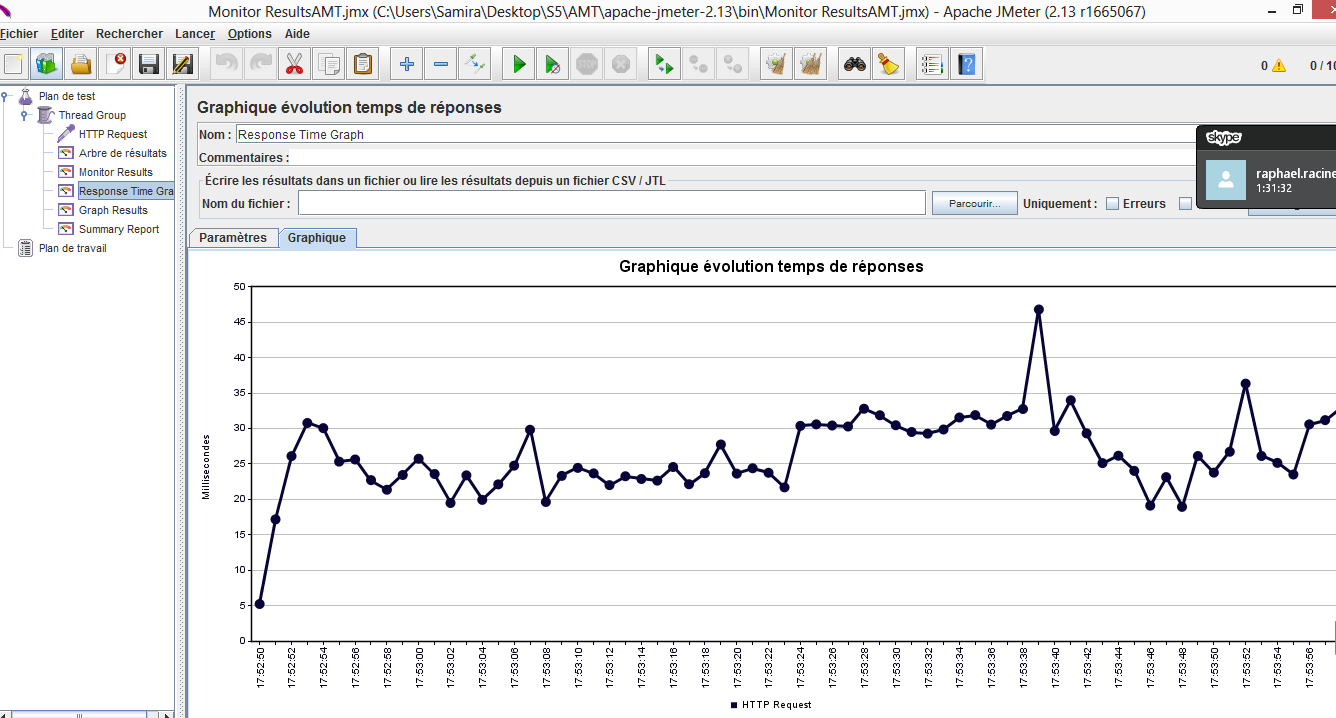 Monitor ResultsAMT.jmx (C:\Users\Samira\Desktop\S5\AMT\apache-jmeter-2.13\bin\Monitor ResultsAMT.jmx) - Apache JMeter (2.13 r1665067)
Fichier Editer Rechercher Lancer Options Aide
STOP
0 0 / 10
Plan de test
Thread Group
HTTP Request
Arbre de résultats
Monitor Results
Response Time Gra
Graph Results
Summary Report
Plan de travail
Graphique évolution temps de réponses
Nom : Response Time Graph
Commentaires :
skype
raphael.racine
1:31:32
Écrire les résultats dans un fichier ou lire les résultats depuis un fichier CSV / JTL
Nom du fichier : Parcourir... Uniquement : Erreurs
Paramètres Graphique
Graphique évolution temps de réponses
50
45
40
35
30
25
20
15
10
5
0
Millisecondes
17:52:50 17:52:52 17:52:54 17:52:56 17:52:58 17:53:00 17:53:02 17:53:04 17:53:06 17:53:08 17:53:10 17:53:12 17:53:14 17:53:16 17:53:18 17:53:20 17:53:22 17:53:24 17:53:26 17:53:28 17:53:30 17:53:32 17:53:34 17:53:36 17:53:38 17:53:40 17:53:42 17:53:44 17:53:46 17:53:48 17:53:50 17:53:52 17:53:54 17:53:56
HTTP Request